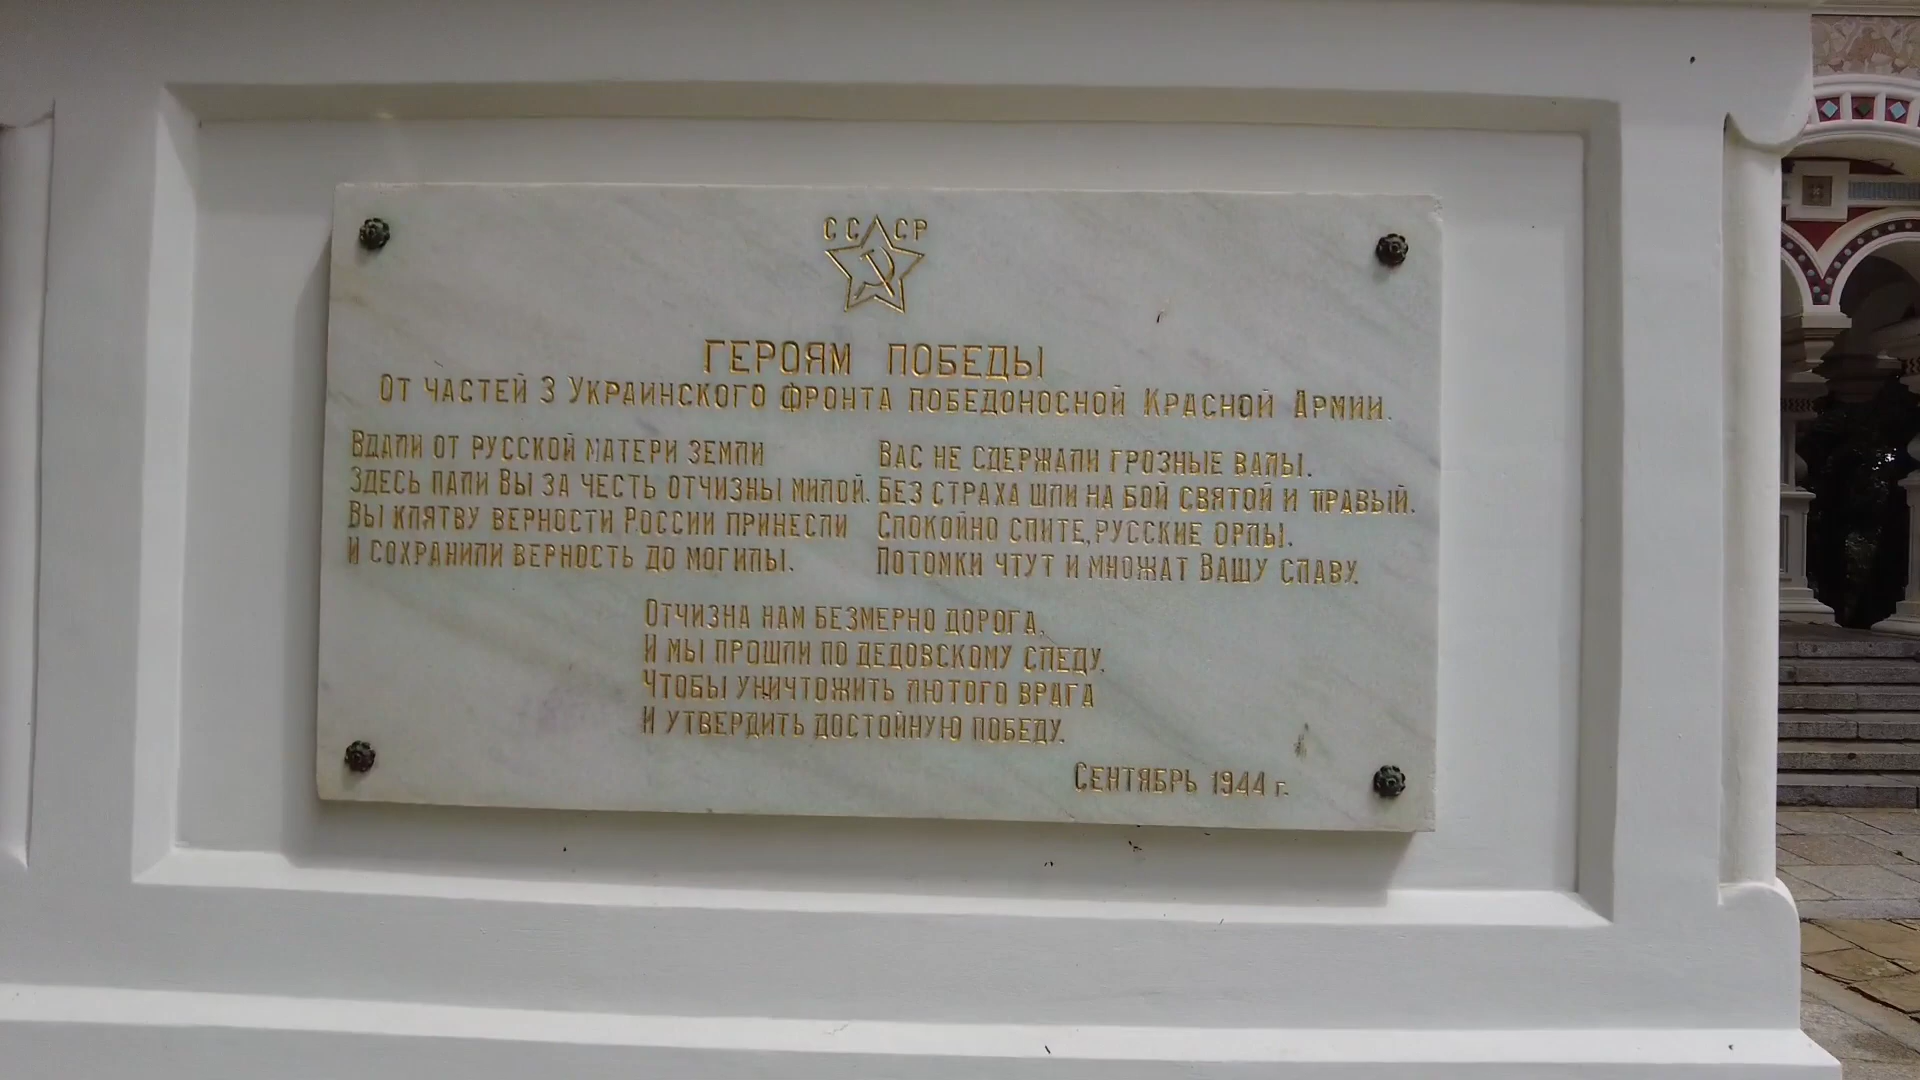 СССР
ГЕРОЯМ ПОБЕДЫ
ОТ ЧАСТЕЙ 3 УКРАИНСКОГО ФРОНТА ПОБЕДОНОСНОЙ КРАСНОЙ АРМИИ.
ВДАЛИ ОТ РУССКОЙ МАТЕРИ ЗЕМЛИ
ЗДЕСЬ ПАЛИ ВЫ ЗА ЧЕСТЬ ОТЧИЗНЫ МИЛОЙ.
ВЫ КЛЯТВУ ВЕРНОСТИ РОССИИ ПРИНЕСЛИ
И СОХРАНИЛИ ВЕРНОСТЬ ДО МОГИЛЫ.
ВАС НЕ СДЕРЖАЛИ ГРОЗНЫЕ ВАЛЫ.
БЕЗ СТРАХА ШЛИ НА БОЙ СВЯТОЙ И ПРАВЫЙ.
СПОКОЙНО СПИТЕ, РУССКИЕ ОРЛЫ.
ПОТОМКИ ЧТУТ И МНОЖАТ ВАШУ СЛАВУ.
ОТЧИЗНА НАМ БЕЗМЕРНО ДОРОГА,
И МЫ ПРОШЛИ ПО ДЕДОВСКОМУ СЛЕДУ,
ЧТОБЫ УНИЧТОЖИТЬ ЛЮТОГО ВРАГА
И УТВЕРДИТЬ ДОСТОЙНУЮ ПОБЕДУ.
СЕНТЯБРЬ 1944 г.